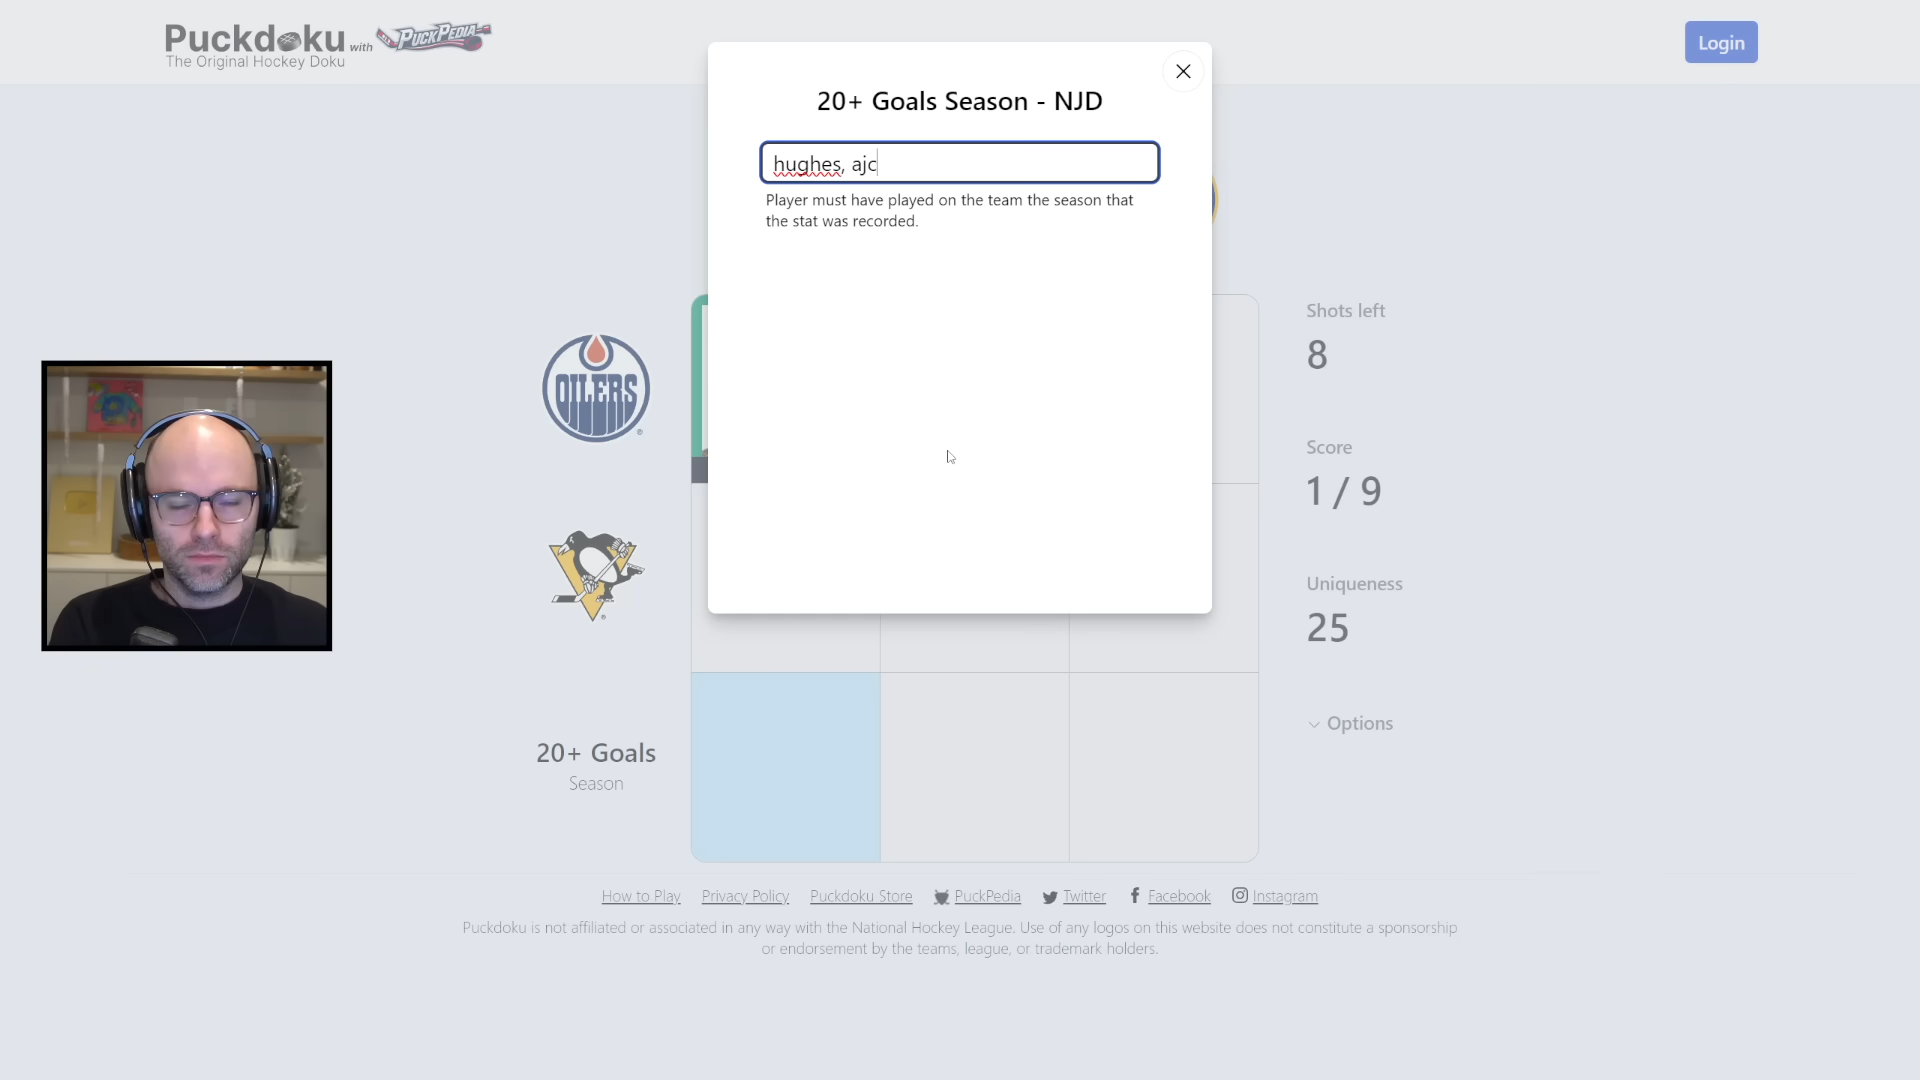 Puckdoku with PUCKPEDIA
The Original Hockey Doku
Login
20+ Goals Season - NJD
hughes, ajc
Player must have played on the team the season that
the stat was recorded.
OILERS
Shots left
8
Score
1 / 9
Uniqueness
25
Options
20+ Goals
Season
How to Play Privacy Policy Puckdoku Store PuckPedia Twitter Facebook Instagram
Puckdoku is not affiliated or associated in any way with the National Hockey League. Use of any logos on this website does not constitute a sponsorship
or endorsement by the teams, league, or trademark holders.